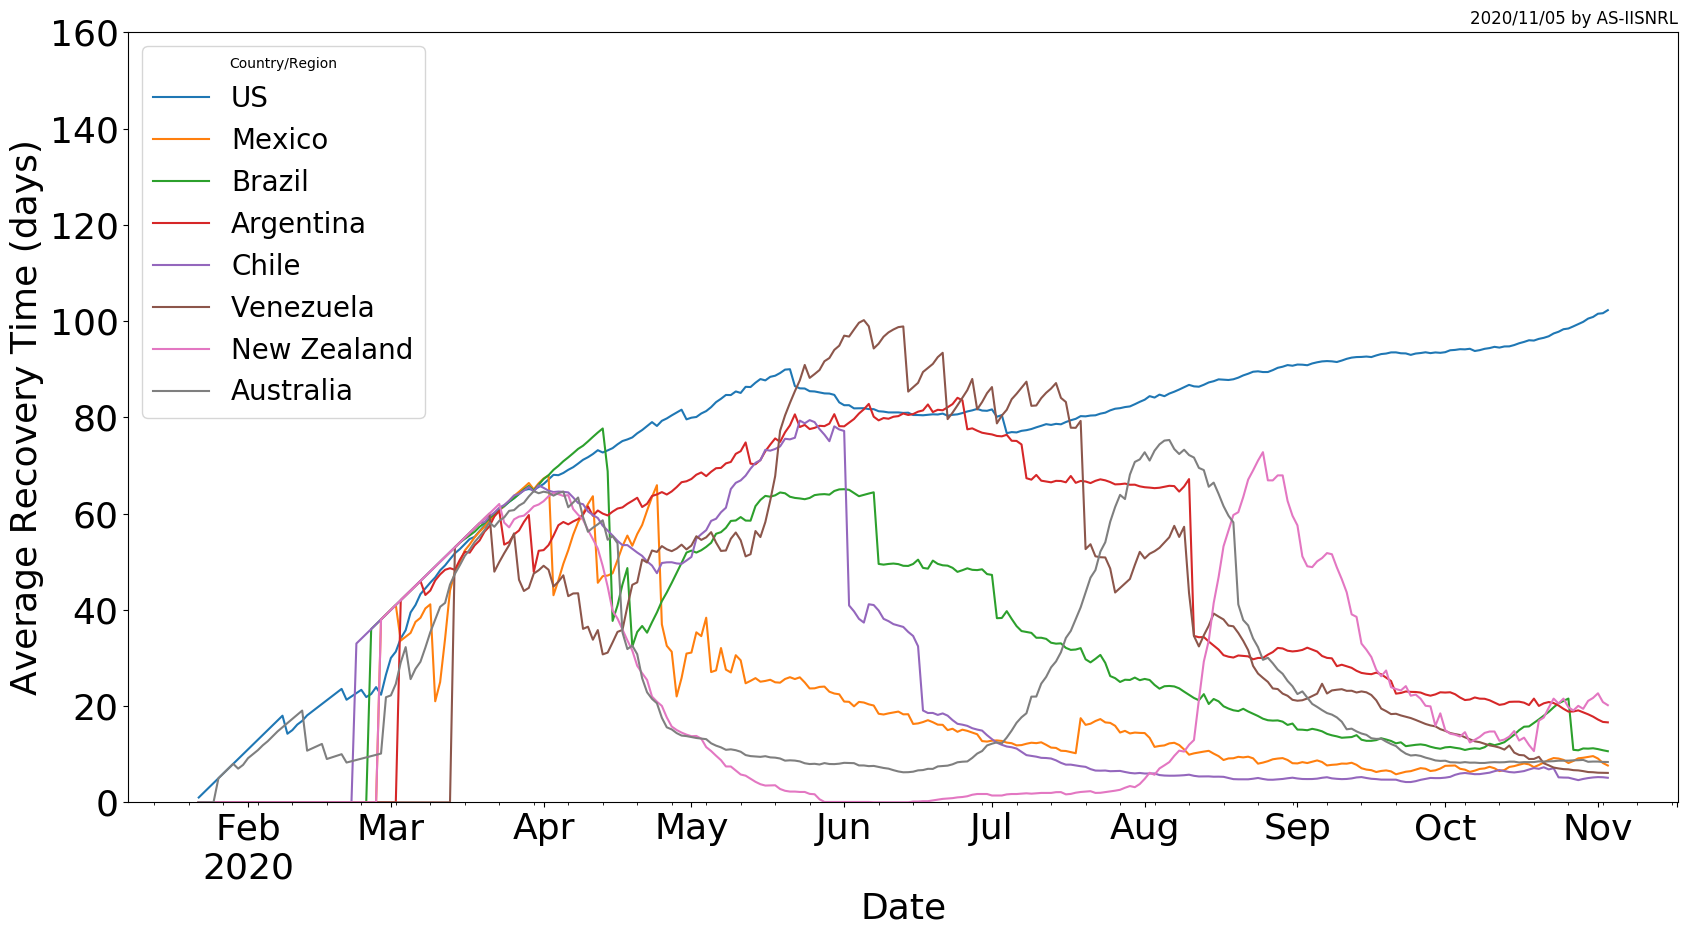 2020/11/05 by AS-IISNRL
Average Recovery Time (days)
160
140
120
100
80
60
40
20
0
Country/Region
US
Mexico
Brazil
Argentina
Chile
Venezuela
New Zealand
Australia
Feb Mar Apr May Jun Jul Aug Sep Oct Nov
2020
Date